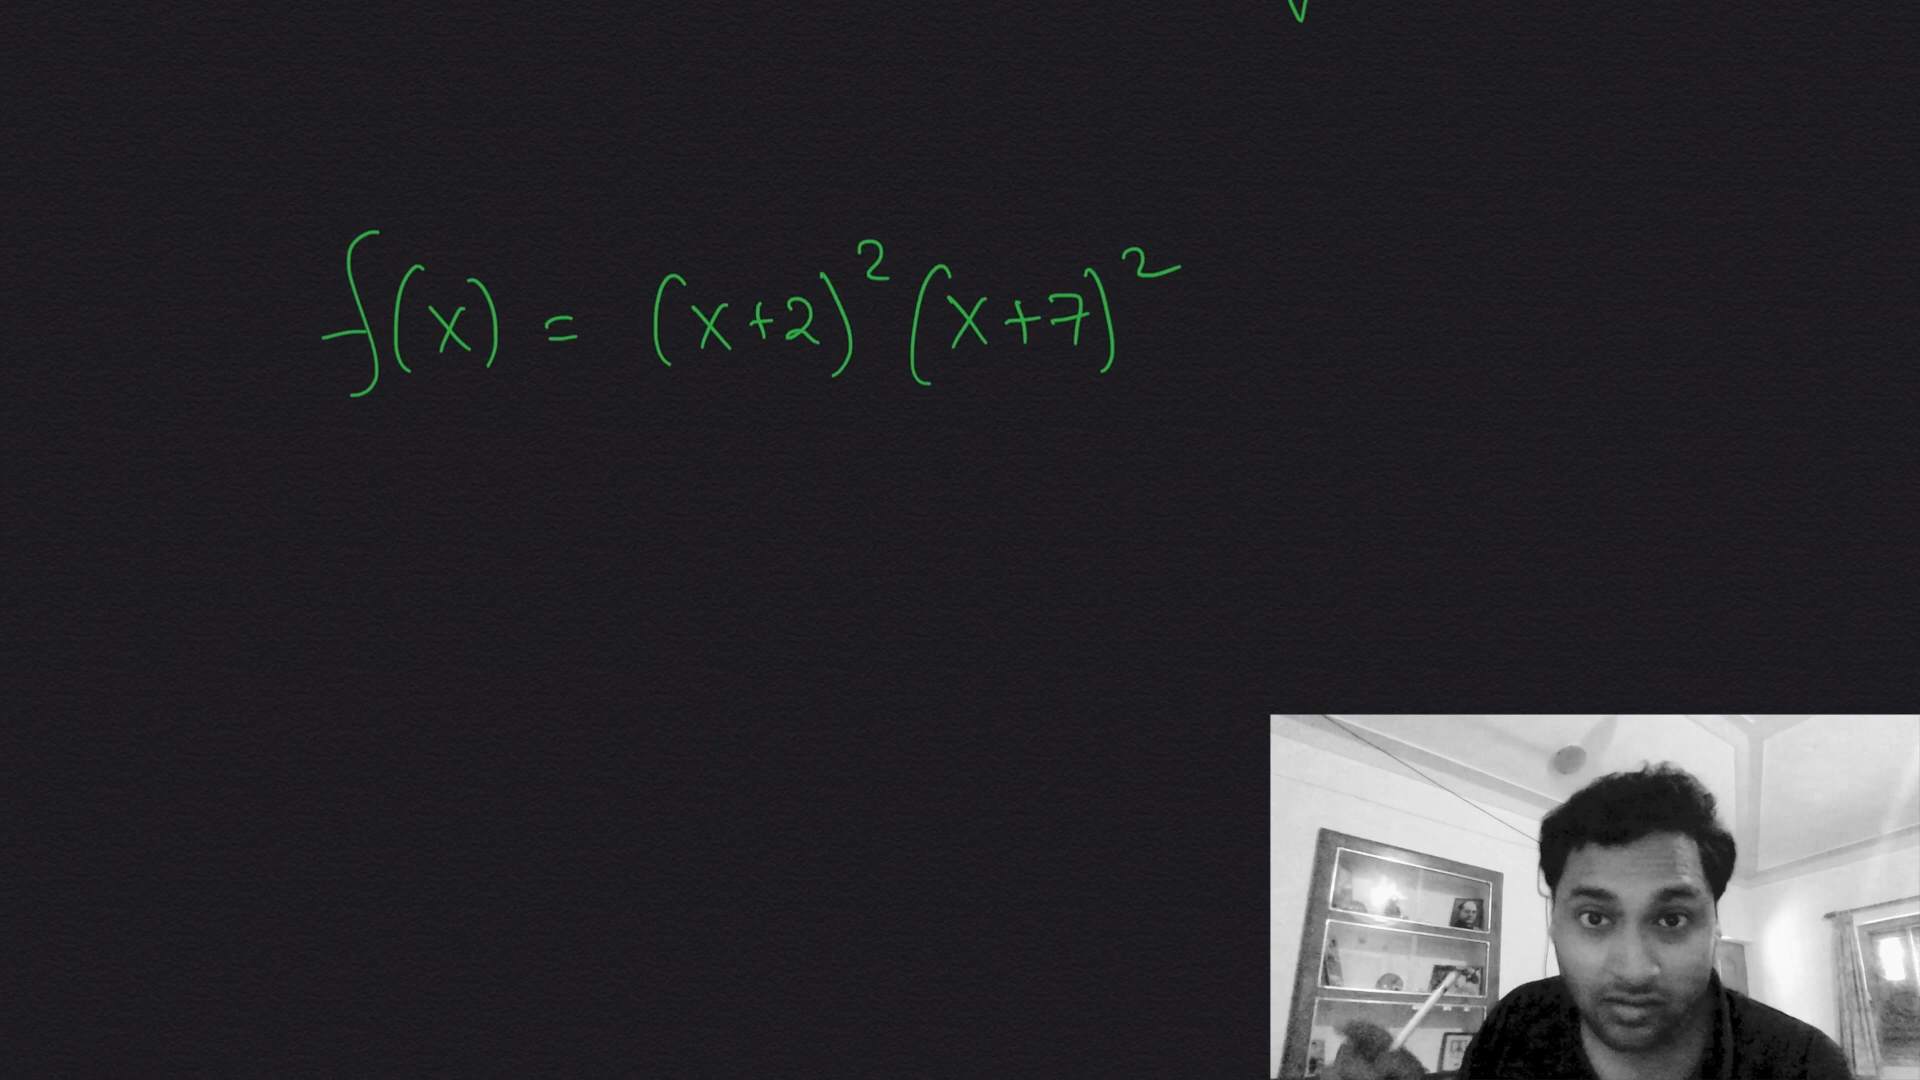 f(x) = (x+2)² (x+7)²